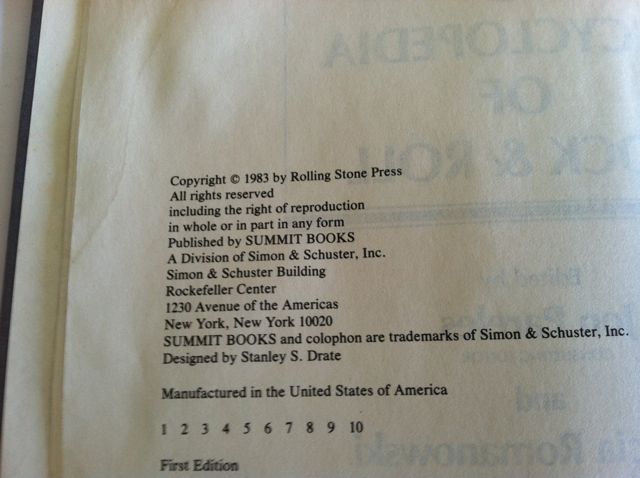 Copyright © 1983 by Rolling Stone Press
All rights reserved
including the right of reproduction
in whole or in part in any form
Published by SUMMIT BOOKS
A Division of Simon & Schuster, Inc.
Simon & Schuster Building
Rockefeller Center
1230 Avenue of the Americas
New York, New York 10020
SUMMIT BOOKS and colophon are trademarks of Simon & Schuster, Inc.
Designed by Stanley S. Drate
Manufactured in the United States of America
1 2 3 4 5 6 7 8 9 10
First Edition